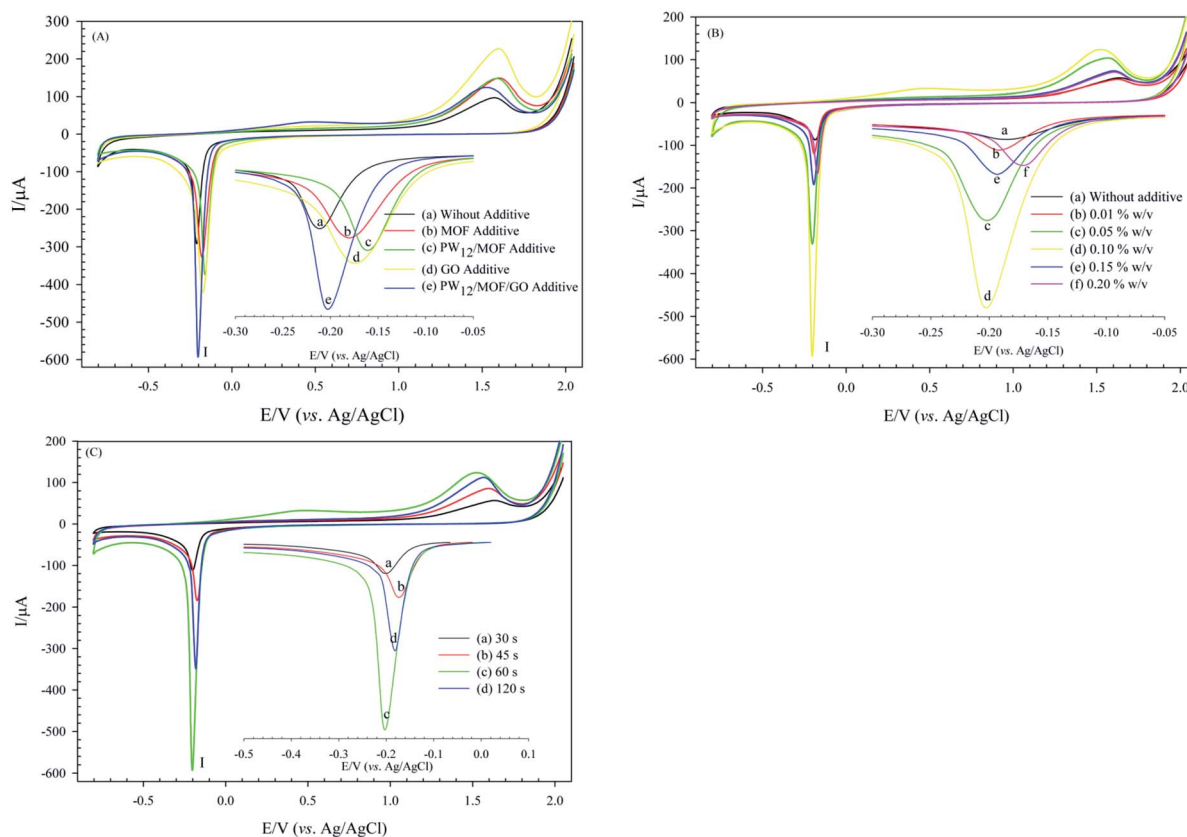 (A)
300
200
100
0
-100
-200
-300
-400
-500
-600
I/µA
a
b
c
d
e
(a) Wihout Additive
(b) MOF Additive
(c) PW12/MOF Additive
(d) GO Additive
(e) PW12/MOF/GO Additive
-0.30 -0.25 -0.20 -0.15 -0.10 -0.05
E/V (vs. Ag/AgCl)
I
-0.5 0.0 0.5 1.0 1.5 2.0
E/V (vs. Ag/AgCl)
(B)
300
200
100
0
-100
-200
-300
-400
-500
-600
I/µA
a
b
f
e
c
d
(a) Without additive
(b) 0.01 % w/v
(c) 0.05 % w/v
(d) 0.10 % w/v
(e) 0.15 % w/v
(f) 0.20 % w/v
-0.30 -0.25 -0.20 -0.15 -0.10 -0.05
E/V (vs. Ag/AgCl)
I
-0.5 0.0 0.5 1.0 1.5 2.0
E/V (vs. Ag/AgCl)
(C)
200
100
0
-100
-200
-300
-400
-500
-600
I/µA
a
b
d
c
(a) 30 s
(b) 45 s
(c) 60 s
(d) 120 s
-0.5 -0.4 -0.3 -0.2 -0.1 0.0 0.1
E/V (vs. Ag/AgCl)
I
-0.5 0.0 0.5 1.0 1.5 2.0
E/V (vs. Ag/AgCl)